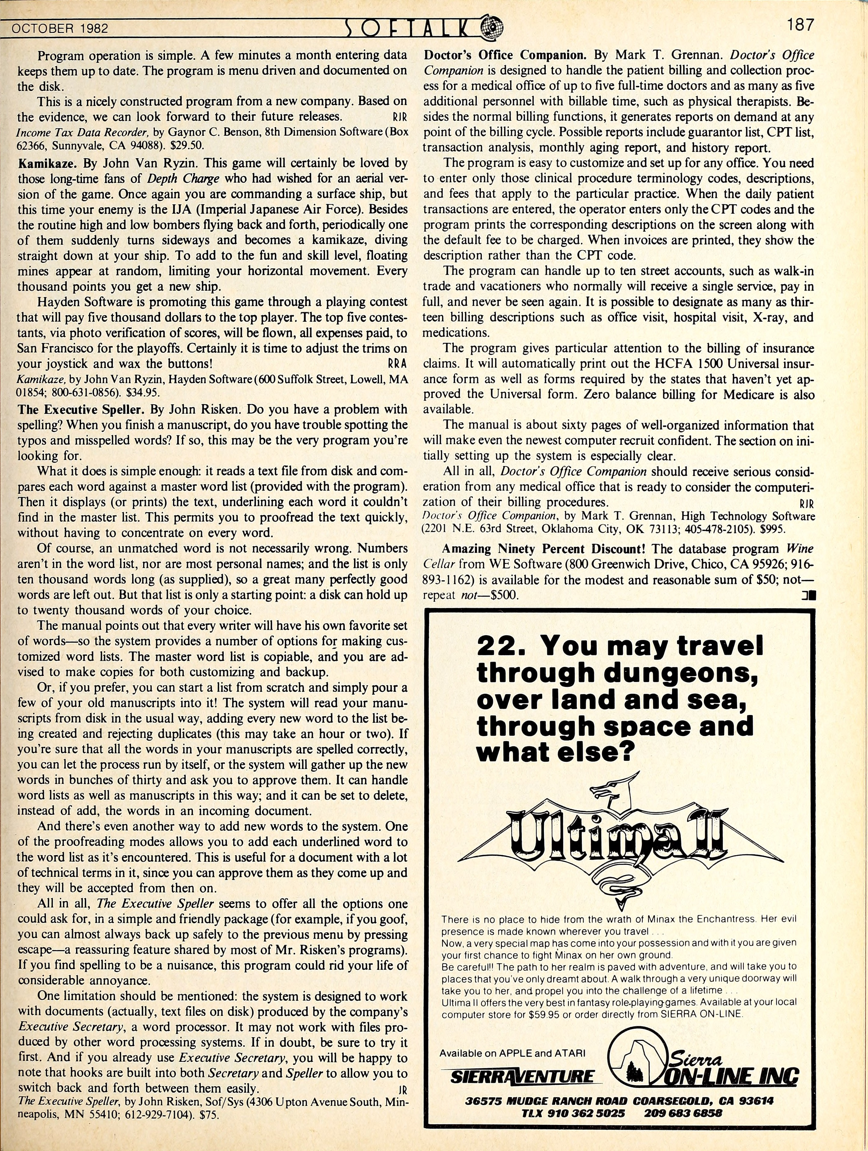 OCTOBER 1982
SOFTALK
187
Program operation is simple. A few minutes a month entering data
keeps them up to date. The program is menu driven and documented on
the disk.
This is a nicely constructed program from a new company. Based on
the evidence, we can look forward to their future releases. RJR
Income Tax Data Recorder, by Gaynor C. Benson, 8th Dimension Software (Box
62366, Sunnyvale, CA 94088). $29.50.
Kamikaze. By John Van Ryzin. This game will certainly be loved by
those long-time fans of Depth Charge who had wished for an aerial ver-
sion of the game. Once again you are commanding a surface ship, but
this time your enemy is the IJA (Imperial Japanese Air Force). Besides
the routine high and low bombers flying back and forth, periodically one
of them suddenly turns sideways and becomes a kamikaze, diving
straight down at your ship. To add to the fun and skill level, floating
mines appear at random, limiting your horizontal movement. Every
thousand points you get a new ship.
Hayden Software is promoting this game through a playing contest
that will pay five thousand dollars to the top player. The top five contes-
tants, via photo verification of scores, will be flown, all expenses paid, to
San Francisco for the playoffs. Certainly it is time to adjust the trims on
your joystick and wax the buttons! RRA
Kamikaze, by John Van Ryzin, Hayden Software (600 Suffolk Street, Lowell, MA
01854; 800-631-0856). $34.95.
The Executive Speller. By John Risken. Do you have a problem with
spelling? When you finish a manuscript, do you have trouble spotting the
typos and misspelled words? If so, this may be the very program you're
looking for.
What it does is simple enough: it reads a text file from disk and com-
pares each word against a master word list (provided with the program).
Then it displays (or prints) the text, underlining each word it couldn't
find in the master list. This permits you to proofread the text quickly,
without having to concentrate on every word.
Of course, an unmatched word is not necessarily wrong. Numbers
aren't in the word list, nor are most personal names; and the list is only
ten thousand words long (as supplied), so a great many perfectly good
words are left out. But that list is only a starting point: a disk can hold up
to twenty thousand words of your choice.
The manual points out that every writer will have his own favorite set
of words—so the system provides a number of options for making cus-
tomized word lists. The master word list is copiable, and you are ad-
vised to make copies for both customizing and backup.
Or, if you prefer, you can start a list from scratch and simply pour a
few of your old manuscripts into it! The system will read your manu-
scripts from disk in the usual way, adding every new word to the list be-
ing created and rejecting duplicates (this may take an hour or two). If
you're sure that all the words in your manuscripts are spelled correctly,
you can let the process run by itself, or the system will gather up the new
words in bunches of thirty and ask you to approve them. It can handle
word lists as well as manuscripts in this way; and it can be set to delete,
instead of add, the words in an incoming document.
And there's even another way to add new words to the system. One
of the proofreading modes allows you to add each underlined word to
the word list as it's encountered. This is useful for a document with a lot
of technical terms in it, since you can approve them as they come up and
they will be accepted from then on.
All in all, The Executive Speller seems to offer all the options one
could ask for, in a simple and friendly package (for example, if you goof,
you can almost always back up safely to the previous menu by pressing
escape—a reassuring feature shared by most of Mr. Risken's programs).
If you find spelling to be a nuisance, this program could rid your life of
considerable annoyance.
One limitation should be mentioned: the system is designed to work
with documents (actually, text files on disk) produced by the company's
Executive Secretary, a word processor. It may not work with files pro-
duced by other word processing systems. If in doubt, be sure to try it
first. And if you already use Executive Secretary, you will be happy to
note that hooks are built into both Secretary and Speller to allow you to
switch back and forth between them easily. JR
The Executive Speller, by John Risken, Sof/Sys (4306 Upton Avenue South, Min-
neapolis, MN 55410; 612-929-7104). $75.
Doctor's Office Companion. By Mark T. Grennan. Doctor's Office
Companion is designed to handle the patient billing and collection proc-
ess for a medical office of up to five full-time doctors and as many as five
additional personnel with billable time, such as physical therapists. Be-
sides the normal billing functions, it generates reports on demand at any
point of the billing cycle. Possible reports include guarantor list, CPT list,
transaction analysis, monthly aging report, and history report.
The program is easy to customize and set up for any office. You need
to enter only those clinical procedure terminology codes, descriptions,
and fees that apply to the particular practice. When the daily patient
transactions are entered, the operator enters only the CPT codes and the
program prints the corresponding descriptions on the screen along with
the default fee to be charged. When invoices are printed, they show the
description rather than the CPT code.
The program can handle up to ten street accounts, such as walk-in
trade and vacationers who normally will receive a single service, pay in
full, and never be seen again. It is possible to designate as many as thir-
teen billing descriptions such as office visit, hospital visit, X-ray, and
medications.
The program gives particular attention to the billing of insurance
claims. It will automatically print out the HCFA 1500 Universal insur-
ance form as well as forms required by the states that haven't yet ap-
proved the Universal form. Zero balance billing for Medicare is also
available.
The manual is about sixty pages of well-organized information that
will make even the newest computer recruit confident. The section on ini-
tially setting up the system is especially clear.
All in all, Doctor's Office Companion should receive serious consid-
eration from any medical office that is ready to consider the computeri-
zation of their billing procedures. RJR
Doctor's Office Companion, by Mark T. Grennan, High Technology Software
(2201 N.E. 63rd Street, Oklahoma City, OK 73113; 405-478-2105). $995.
Amazing Ninety Percent Discount! The database program Wine
Cellar from WE Software (800 Greenwich Drive, Chico, CA 95926; 916-
893-1162) is available for the modest and reasonable sum of $50; not—
repeat not—$500.
22. You may travel
through dungeons,
over land and sea,
through space and
what else?
Ultima II
There is no place to hide from the wrath of Minax the Enchantress. Her evil
presence is made known wherever you travel . . .
Now, a very special map has come into your possession and with it you are given
your first chance to fight Minax on her own ground.
Be careful!! The path to her realm is paved with adventure, and will take you to
places that you've only dreamt about. A walk through a very unique doorway will
take you to her, and propel you into the challenge of a lifetime . . .
Ultima II offers the very best in fantasy role-playing games. Available at your local
computer store for $59.95 or order directly from SIERRA ON-LINE.
Available on APPLE and ATARI
SIERRAVENTURE
Sierra
ON-LINE INC
36575 MUDGE RANCH ROAD COARSEGOLD, CA 93614
TLX 910 362 5025 209 683 6858